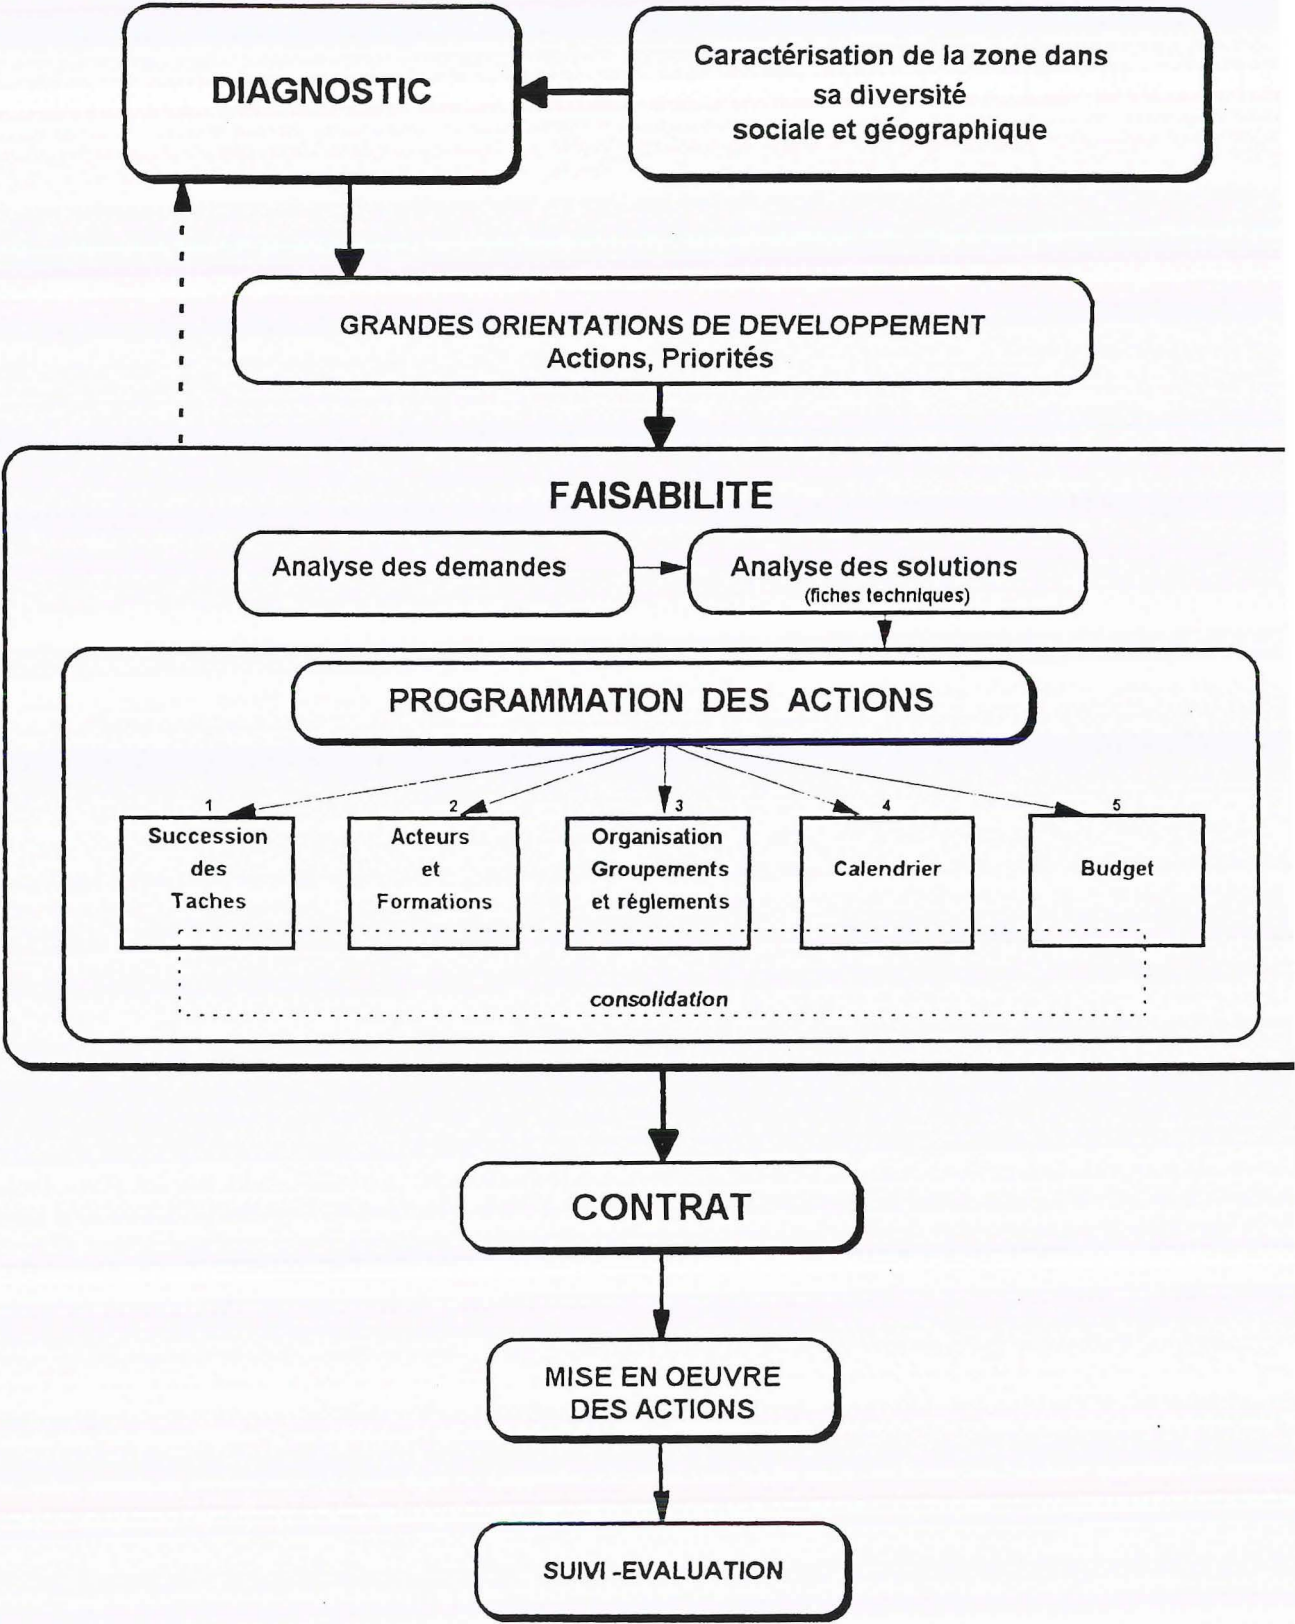 DIAGNOSTIC
Caractérisation de la zone dans
sa diversité
sociale et géographique
GRANDES ORIENTATIONS DE DEVELOPPEMENT
Actions, Priorités
FAISABILITE
Analyse des demandes
Analyse des solutions
(fiches techniques)
PROGRAMMATION DES ACTIONS
1
Succession
des
Taches
2
Acteurs
et
Formations
3
Organisation
Groupements
et réglements
4
Calendrier
5
Budget
consolidation
CONTRAT
MISE EN OEUVRE
DES ACTIONS
SUIVI -EVALUATION